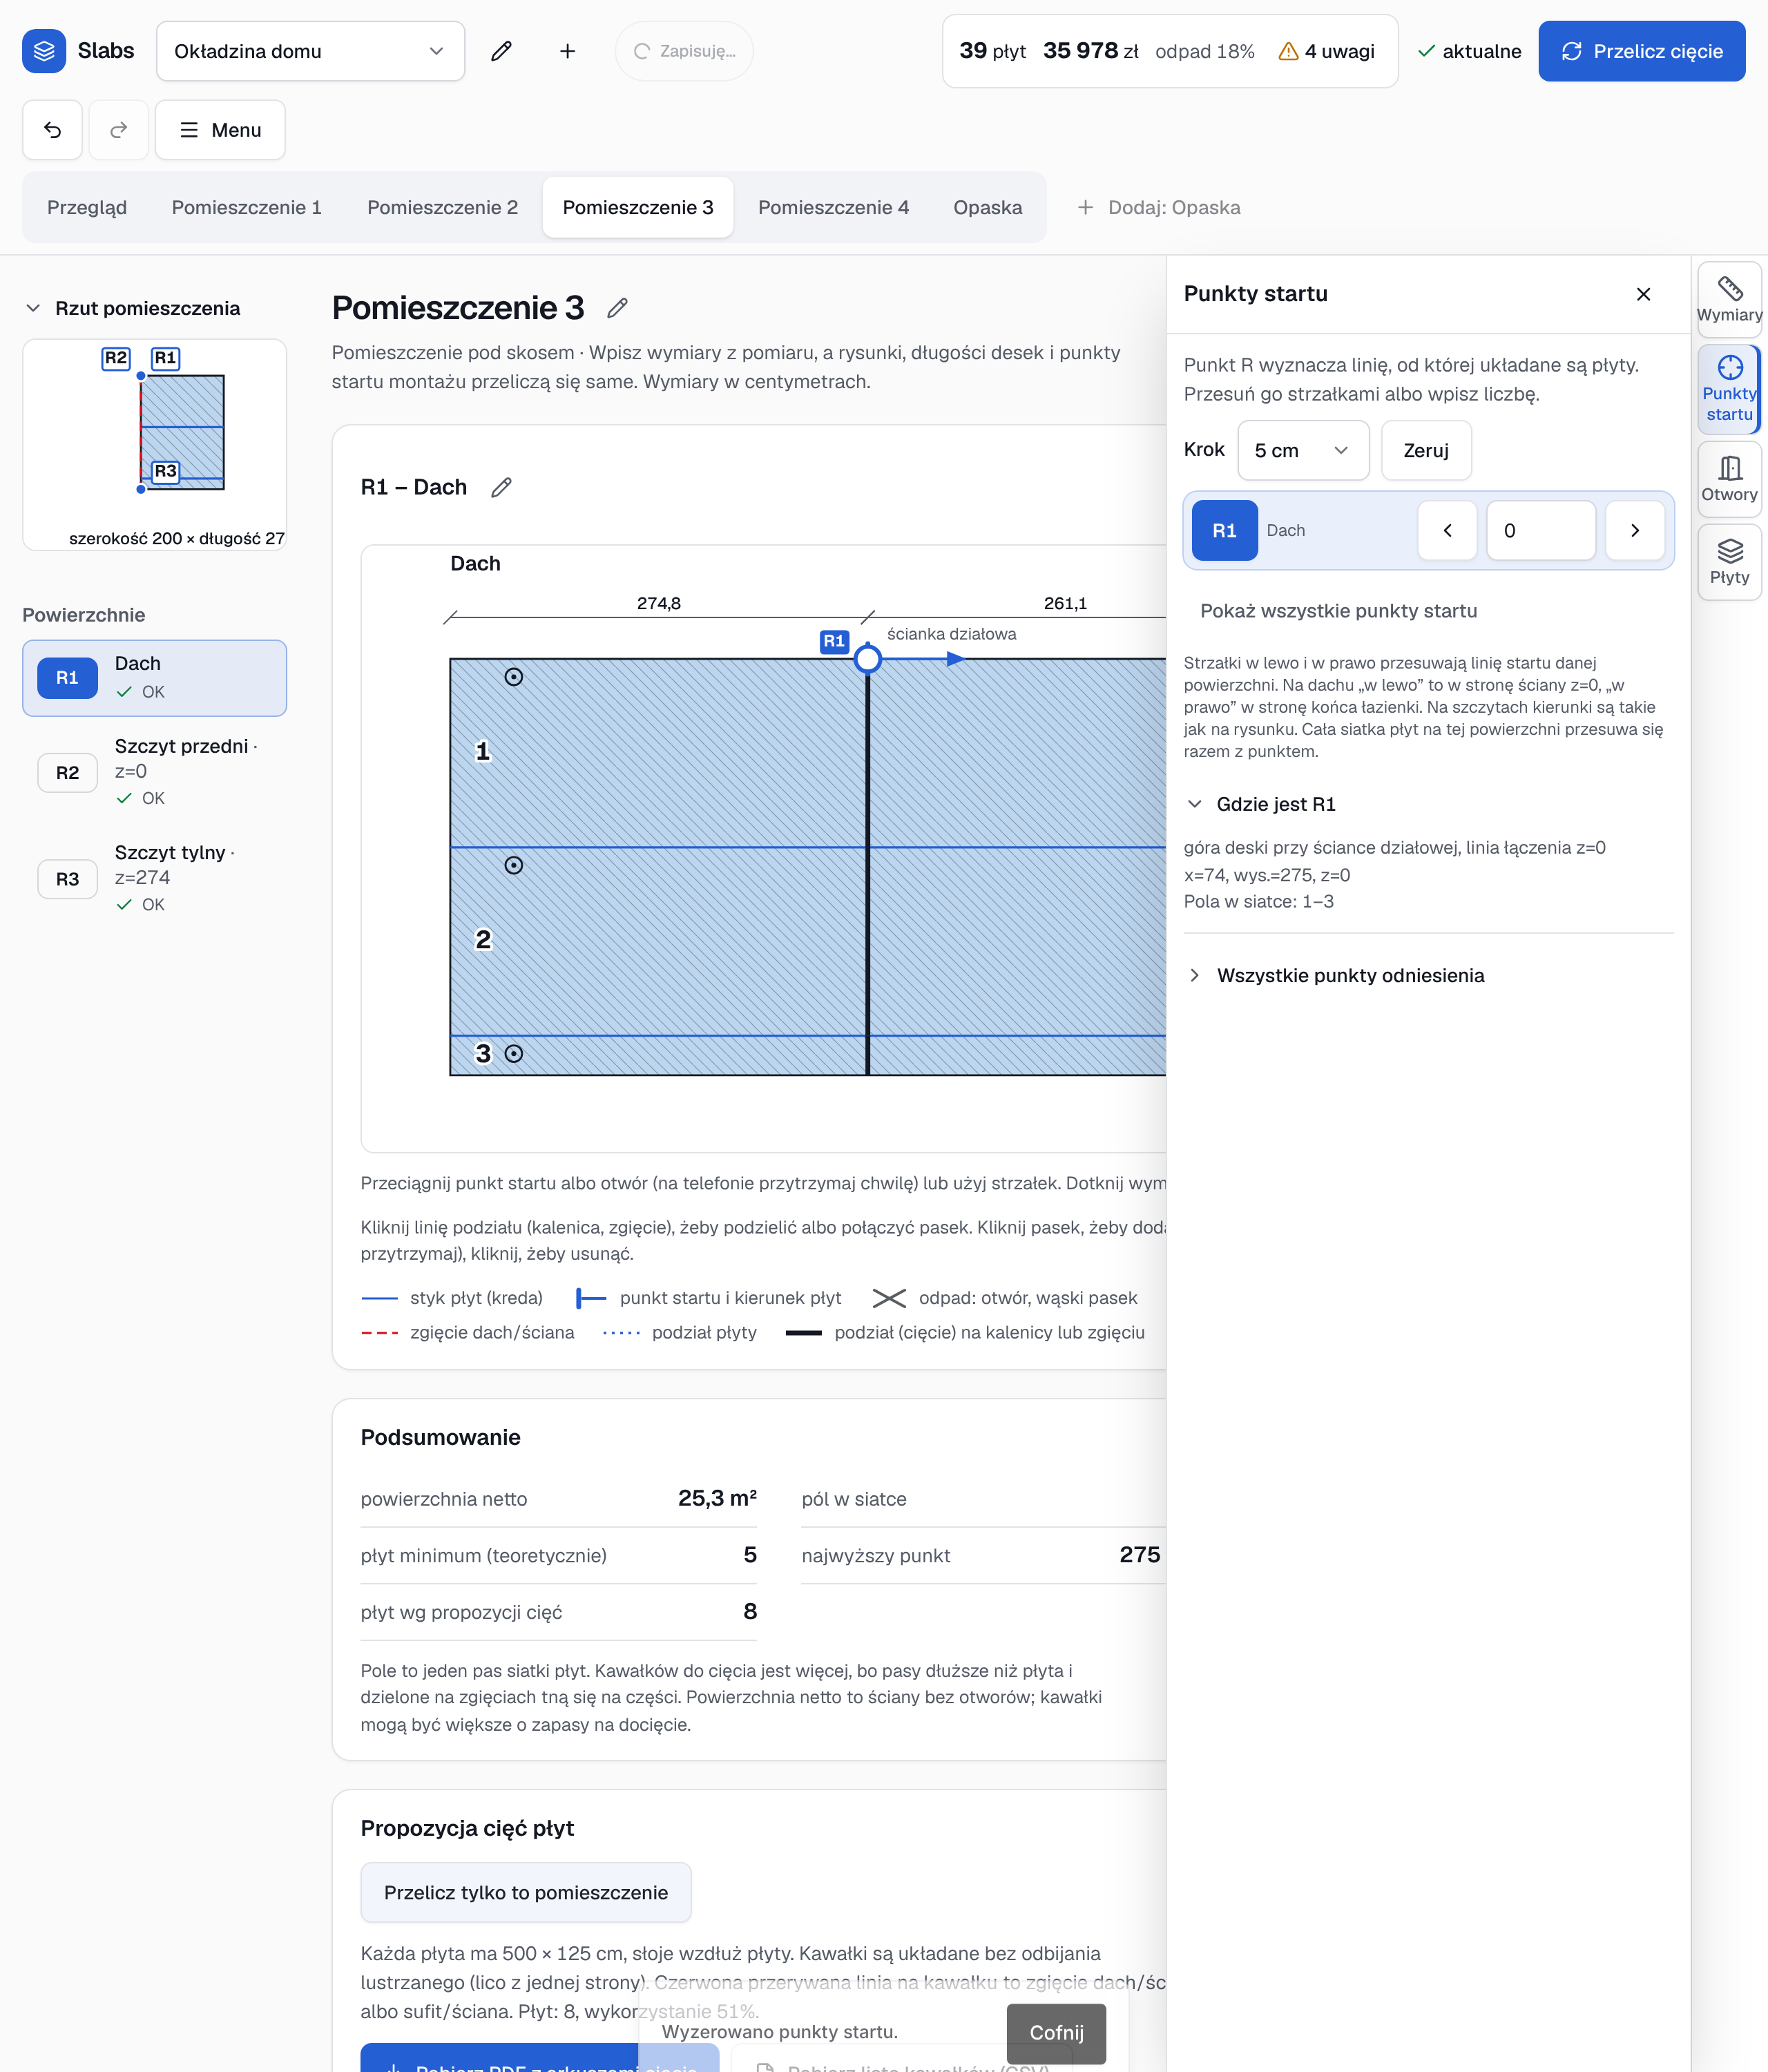 Slabs
Okładzina domu
Zapisuję...
39 płyt 35 978 zł odpad 18% 4 uwagi
aktualne
Przelicz cięcie
Menu
Przegląd
Pomieszczenie 1
Pomieszczenie 2
Pomieszczenie 3
Pomieszczenie 4
Opaska
Dodaj: Opaska
Rzut pomieszczenia
R2 R1
R3
szerokość 200 × długość 27
Powierzchnie
R1
Dach
OK
R2
Szczyt przedni ·
z=0
OK
R3
Szczyt tylny ·
z=274
OK
Pomieszczenie 3
Pomieszczenie pod skosem · Wpisz wymiary z pomiaru, a rysunki, długości desek i punkty
startu montażu przeliczą się same. Wymiary w centymetrach.
R1 – Dach
Dach
274,8
261,1
R1
ścianka działowa
1
2
3
Przeciągnij punkt startu albo otwór (na telefonie przytrzymaj chwilę) lub użyj strzałek. Dotknij wym
Kliknij linię podziału (kalenica, zgięcie), żeby podzielić albo połączyć pasek. Kliknij pasek, żeby doda
przytrzymaj), kliknij, żeby usunąć.
styk płyt (kreda)
punkt startu i kierunek płyt
odpad: otwór, wąski pasek
zgięcie dach/ściana
podział płyty
podział (cięcie) na kalenicy lub zgięciu
Podsumowanie
powierzchnia netto 25,3 m²
pól w siatce
płyt minimum (teoretycznie) 5
najwyższy punkt 275
płyt wg propozycji cięć 8
Pole to jeden pas siatki płyt. Kawałków do cięcia jest więcej, bo pasy dłuższe niż płyta i
dzielone na zgięciach tną się na części. Powierzchnia netto to ściany bez otworów; kawałki
mogą być większe o zapasy na docięcie.
Propozycja cięć płyt
Przelicz tylko to pomieszczenie
Każda płyta ma 500 × 125 cm, słoje wzdłuż płyty. Kawałki są układane bez odbijania
lustrzanego (lico z jednej strony). Czerwona przerywana linia na kawałku to zgięcie dach/śc
albo sufit/ściana. Płyt: 8, wykorzystanie 51%.
Pobierz PDF z arkuszami cięcia
Pobierz listę kawałków (CSV)
Wyzerowano punkty startu.
Cofnij
Punkty startu
Punkt R wyznacza linię, od której układane są płyty.
Przesuń go strzałkami albo wpisz liczbę.
Krok
5 cm
Zeruj
R1
Dach
0
Pokaż wszystkie punkty startu
Strzałki w lewo i w prawo przesuwają linię startu danej
powierzchni. Na dachu „w lewo” to w stronę ściany z=0, „w
prawo” w stronę końca łazienki. Na szczytach kierunki są takie
jak na rysunku. Cała siatka płyt na tej powierzchni przesuwa się
razem z punktem.
Gdzie jest R1
góra deski przy ściance działowej, linia łączenia z=0
x=74, wys.=275, z=0
Pola w siatce: 1–3
Wszystkie punkty odniesienia
Wymiary
Punkty
startu
Otwory
Płyty